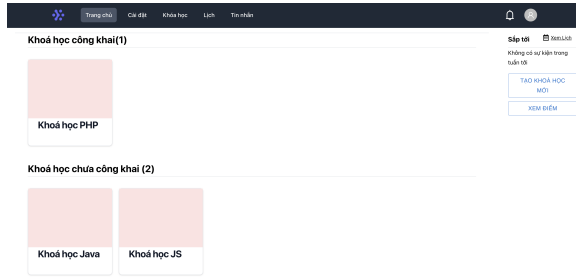 Trang chủ Cài đặt Khóa học Lịch Tin nhắn
Khoá học công khai(1)
Khoá học PHP
Khoá học chưa công khai (2)
Khoá học Java
Khoá học JS
Sắp tới Xem Lịch
Không có sự kiện trong
tuần tới
TẠO KHOÁ HỌC
MỚI
XEM ĐIỂM